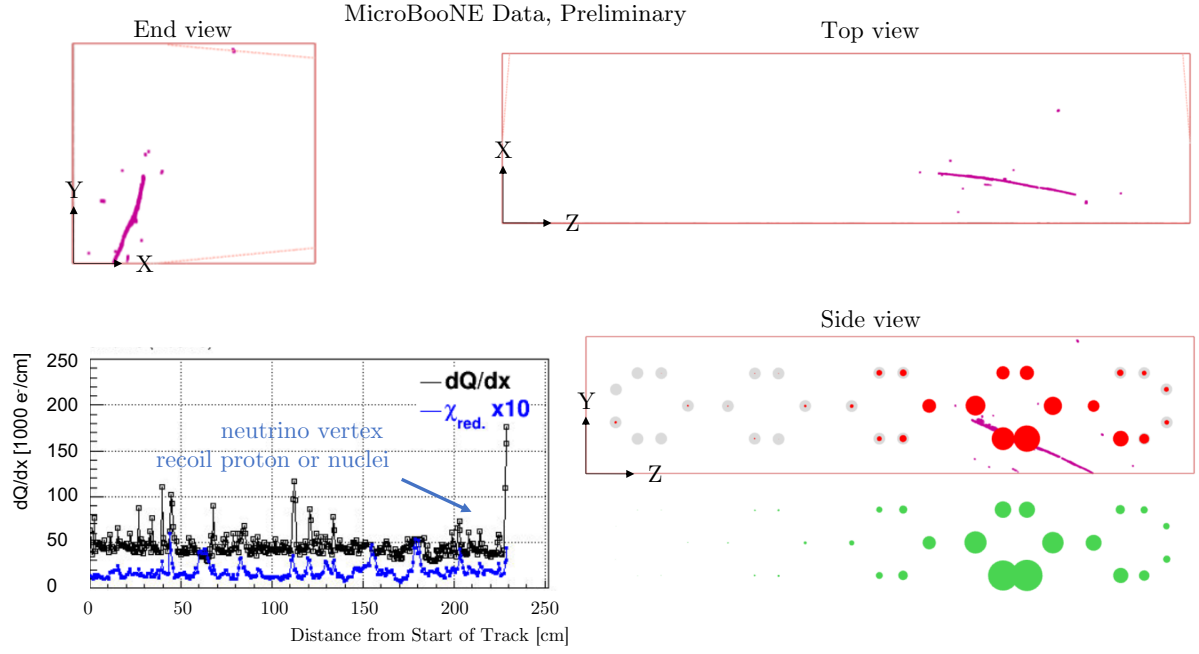 MicroBooNE Data, Preliminary
End view
Top view
Y
X
X
Z
Side view
Y
Z
dQ/dx [1000 e-/cm]
250
200
150
100
50
0
dQ/dx
χred. x10
neutrino vertex
recoil proton or nuclei
0 50 100 150 200 250
Distance from Start of Track [cm]